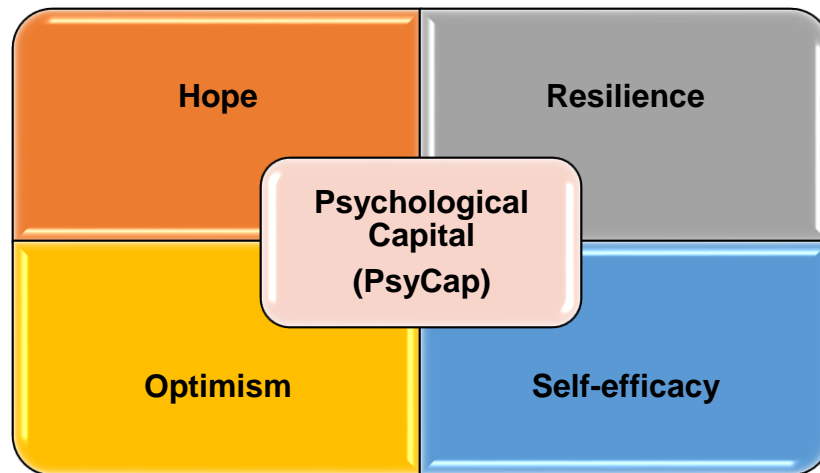 Hope
Resilience
Psychological
Capital
(PsyCap)
Optimism
Self-efficacy